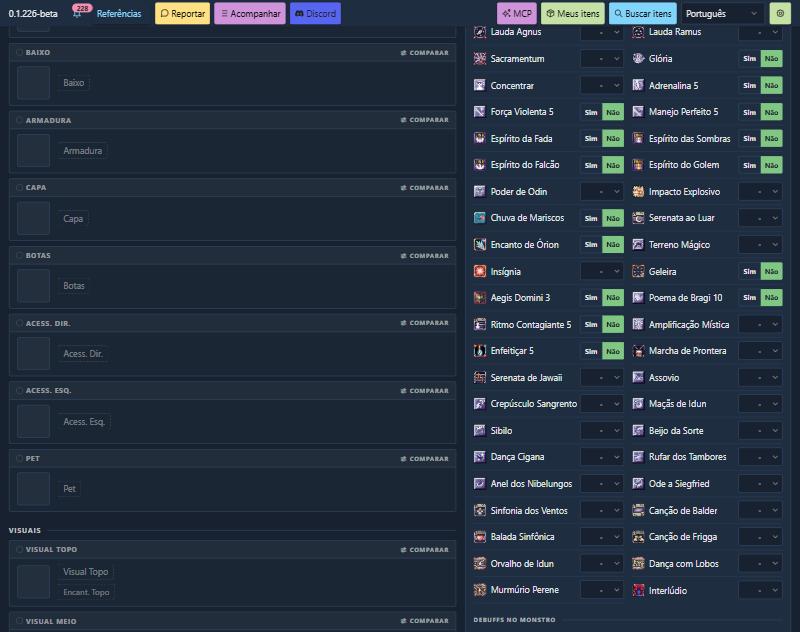 0.1.226-beta 228 Referências Reportar Acompanhar Discord MCP Meus itens Buscar itens Português
BAIXO COMPARAR
Baixo
ARMADURA COMPARAR
Armadura
CAPA COMPARAR
Capa
BOTAS COMPARAR
Botas
ACESS. DIR. COMPARAR
Acess. Dir.
ACESS. ESQ. COMPARAR
Acess. Esq.
PET COMPARAR
Pet
VISUAIS
VISUAL TOPO COMPARAR
Visual Topo
Encant. Topo
VISUAL MEIO COMPARAR
Lauda Agnus - Lauda Ramus -
Sacramentum - Glória Sim Não
Concentrar - Adrenalina 5 Sim Não
Força Violenta 5 Sim Não Manejo Perfeito 5 Sim Não
Espírito da Fada Sim Não Espírito das Sombras Sim Não
Espírito do Falcão Sim Não Espírito do Golem Sim Não
Poder de Odin - Impacto Explosivo -
Chuva de Mariscos Sim Não Serenata ao Luar -
Encanto de Órion Sim Não Terreno Mágico -
Insígnia - Geleira Sim Não
Aegis Domini 3 Sim Não Poema de Bragi 10 Sim Não
Ritmo Contagiante 5 Sim Não Amplificação Mística -
Enfeitiçar 5 Sim Não Marcha de Prontera -
Serenata de Jawaii - Assovio -
Crepúsculo Sangrento - Maçãs de Idun -
Sibilo - Beijo da Sorte -
Dança Cigana - Rufar dos Tambores -
Anel dos Nibelungos - Ode a Siegfried -
Sinfonia dos Ventos - Canção de Balder -
Balada Sinfônica - Canção de Frigga -
Orvalho de Idun - Dança com Lobos -
Murmúrio Perene - Interlúdio -
DEBUFFS NO MONSTRO